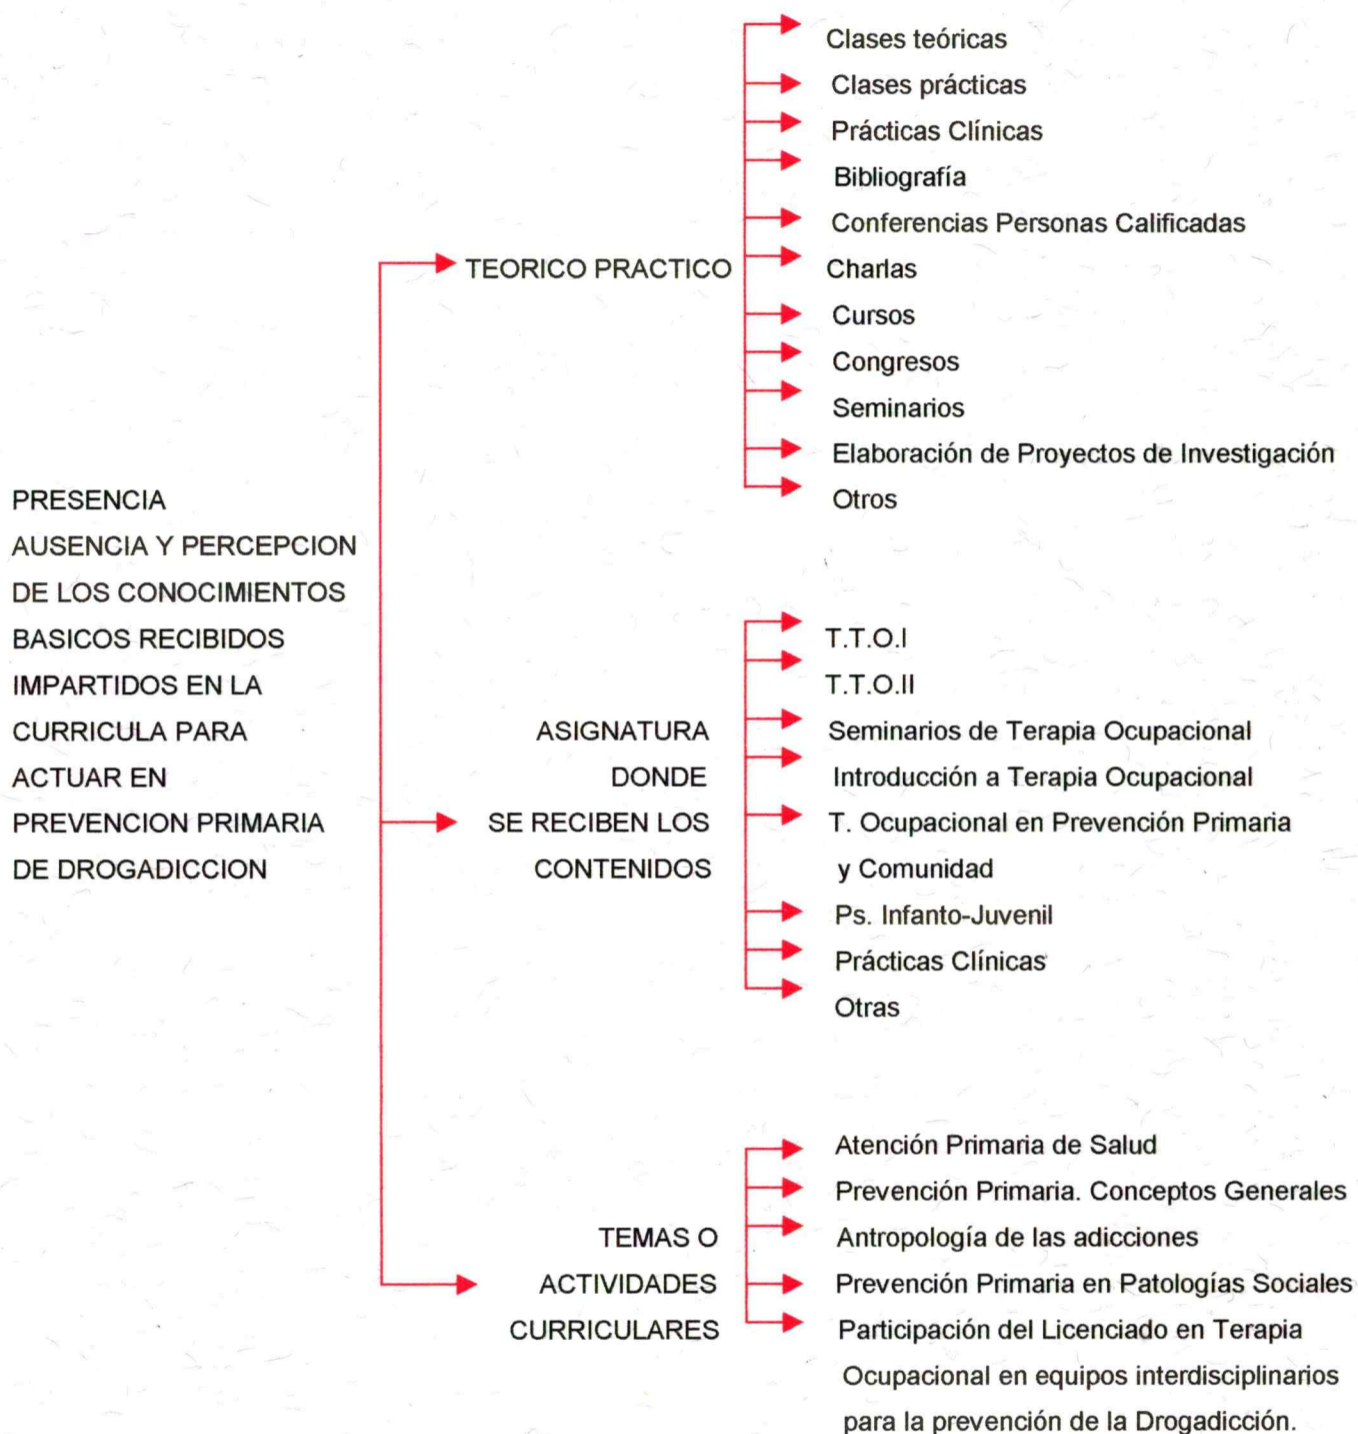 PRESENCIA
AUSENCIA Y PERCEPCION
DE LOS CONOCIMIENTOS
BASICOS RECIBIDOS
IMPARTIDOS EN LA
CURRICULA PARA
ACTUAR EN
PREVENCION PRIMARIA
DE DROGADICCION
TEORICO PRACTICO
Clases teóricas
Clases prácticas
Prácticas Clínicas
Bibliografía
Conferencias Personas Calificadas
Charlas
Cursos
Congresos
Seminarios
Elaboración de Proyectos de Investigación
Otros
ASIGNATURA
DONDE
SE RECIBEN LOS
CONTENIDOS
T.T.O.I
T.T.O.II
Seminarios de Terapia Ocupacional
Introducción a Terapia Ocupacional
T. Ocupacional en Prevención Primaria
y Comunidad
Ps. Infanto-Juvenil
Prácticas Clínicas
Otras
TEMAS O
ACTIVIDADES
CURRICULARES
Atención Primaria de Salud
Prevención Primaria. Conceptos Generales
Antropología de las adicciones
Prevención Primaria en Patologías Sociales
Participación del Licenciado en Terapia
Ocupacional en equipos interdisciplinarios
para la prevención de la Drogadicción.